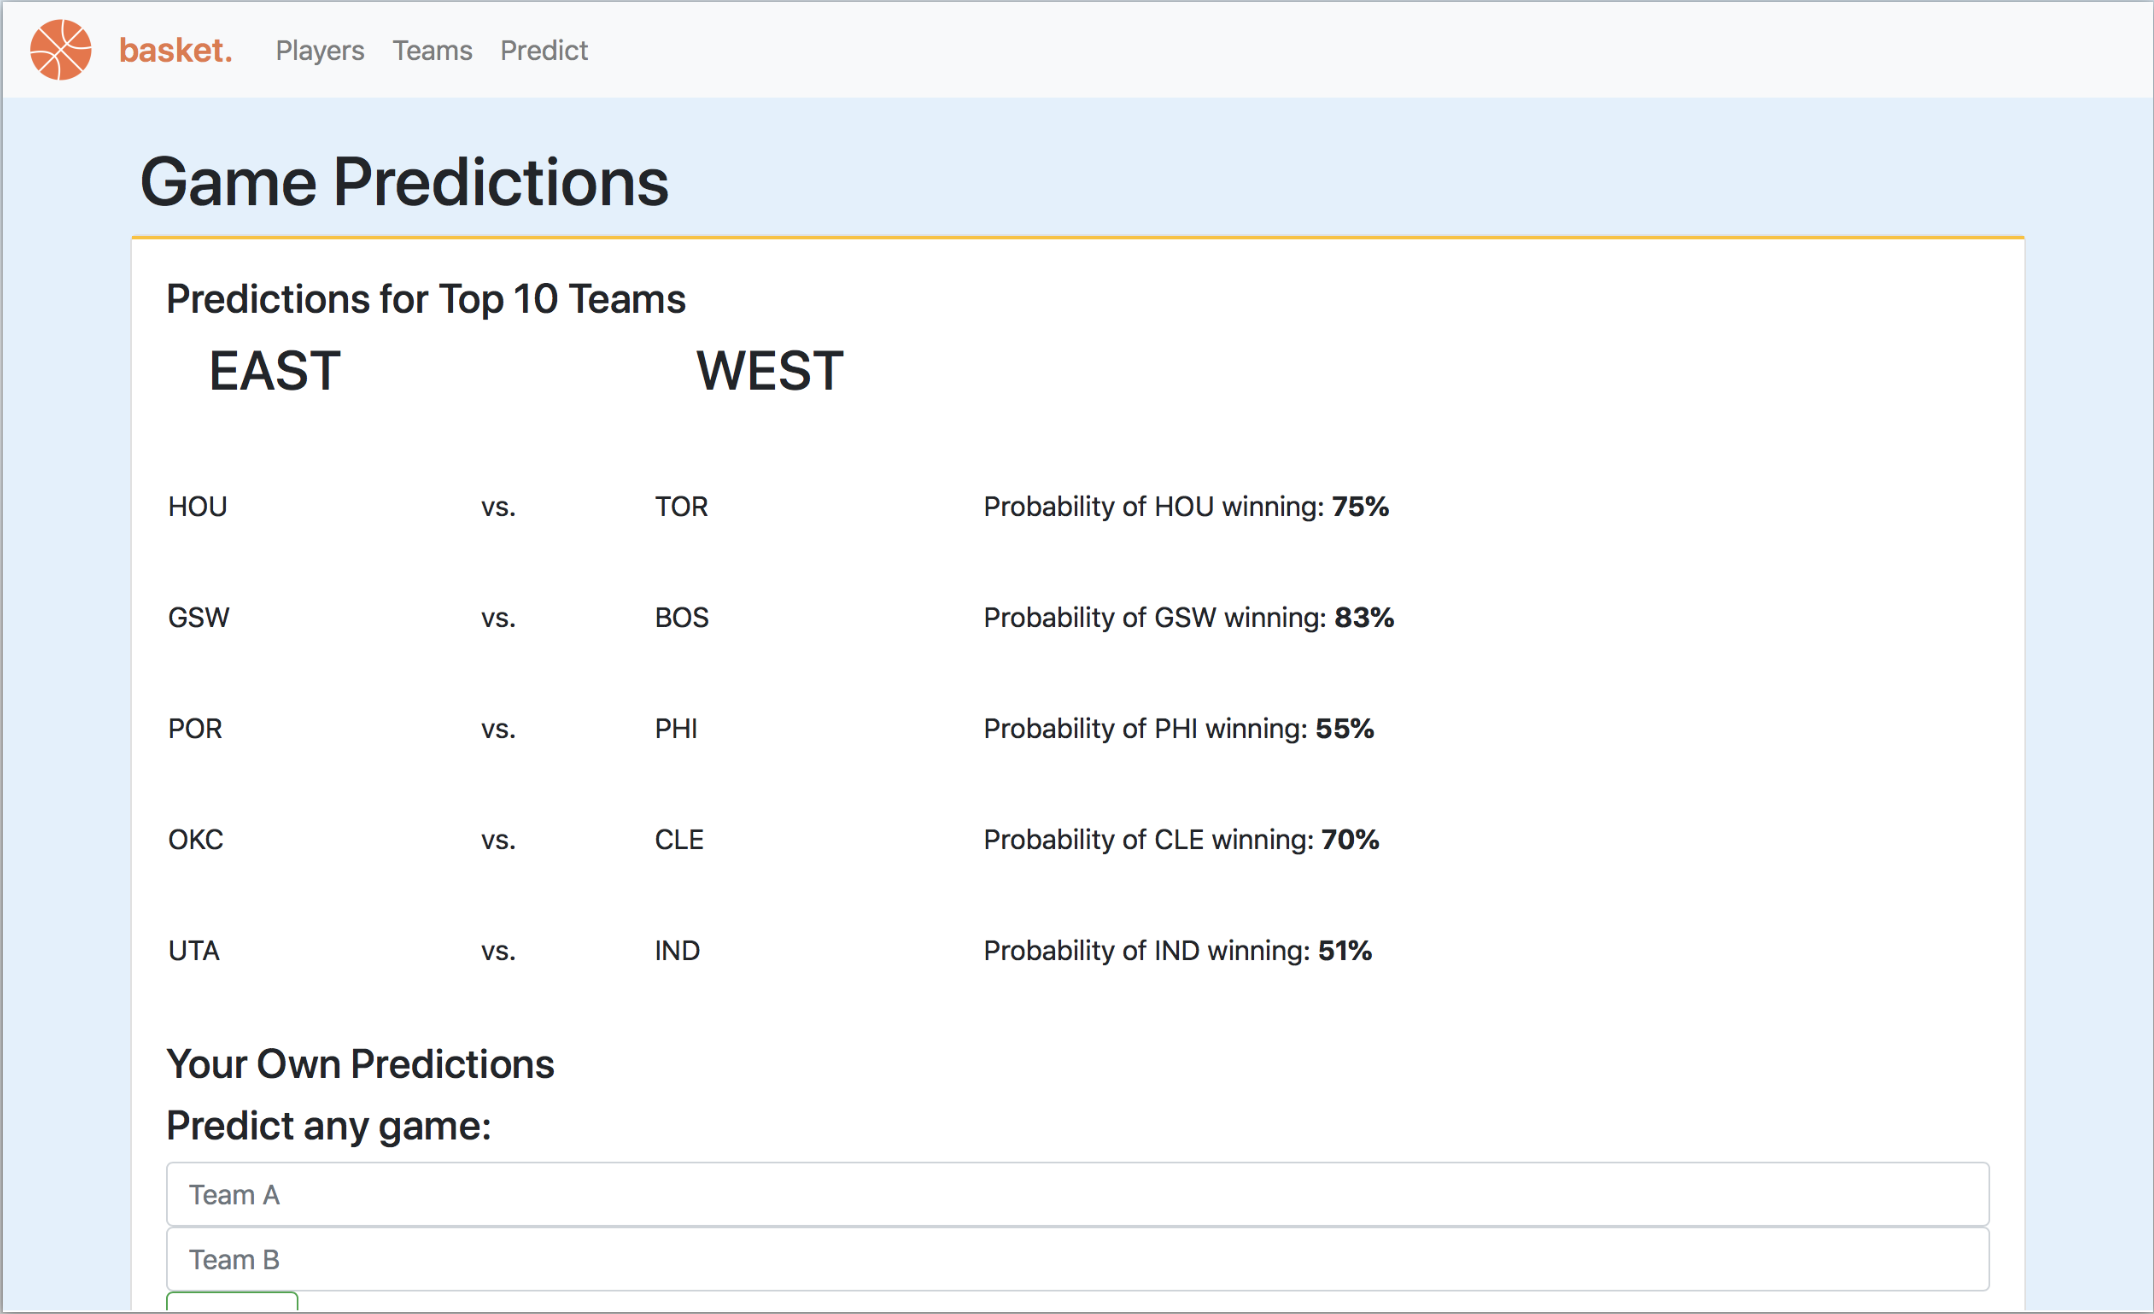 basket. Players Teams Predict
Game Predictions
Predictions for Top 10 Teams
EAST WEST
HOU vs. TOR Probability of HOU winning: 75%
GSW vs. BOS Probability of GSW winning: 83%
POR vs. PHI Probability of PHI winning: 55%
OKC vs. CLE Probability of CLE winning: 70%
UTA vs. IND Probability of IND winning: 51%
Your Own Predictions
Predict any game:
Team A
Team B